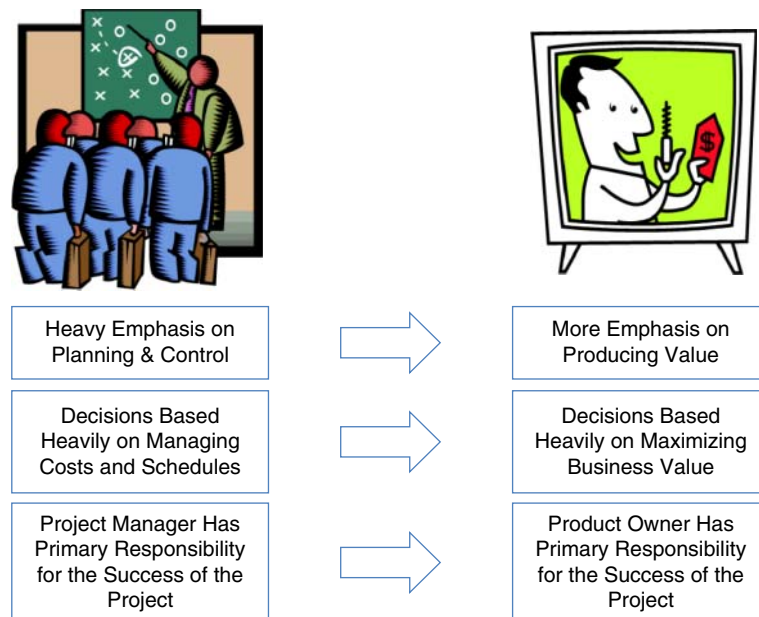 Heavy Emphasis on
Planning & Control
More Emphasis on
Producing Value
Decisions Based
Heavily on Managing
Costs and Schedules
Decisions Based
Heavily on Maximizing
Business Value
Project Manager Has
Primary Responsibility
for the Success of the
Project
Product Owner Has
Primary Responsibility
for the Success of the
Project